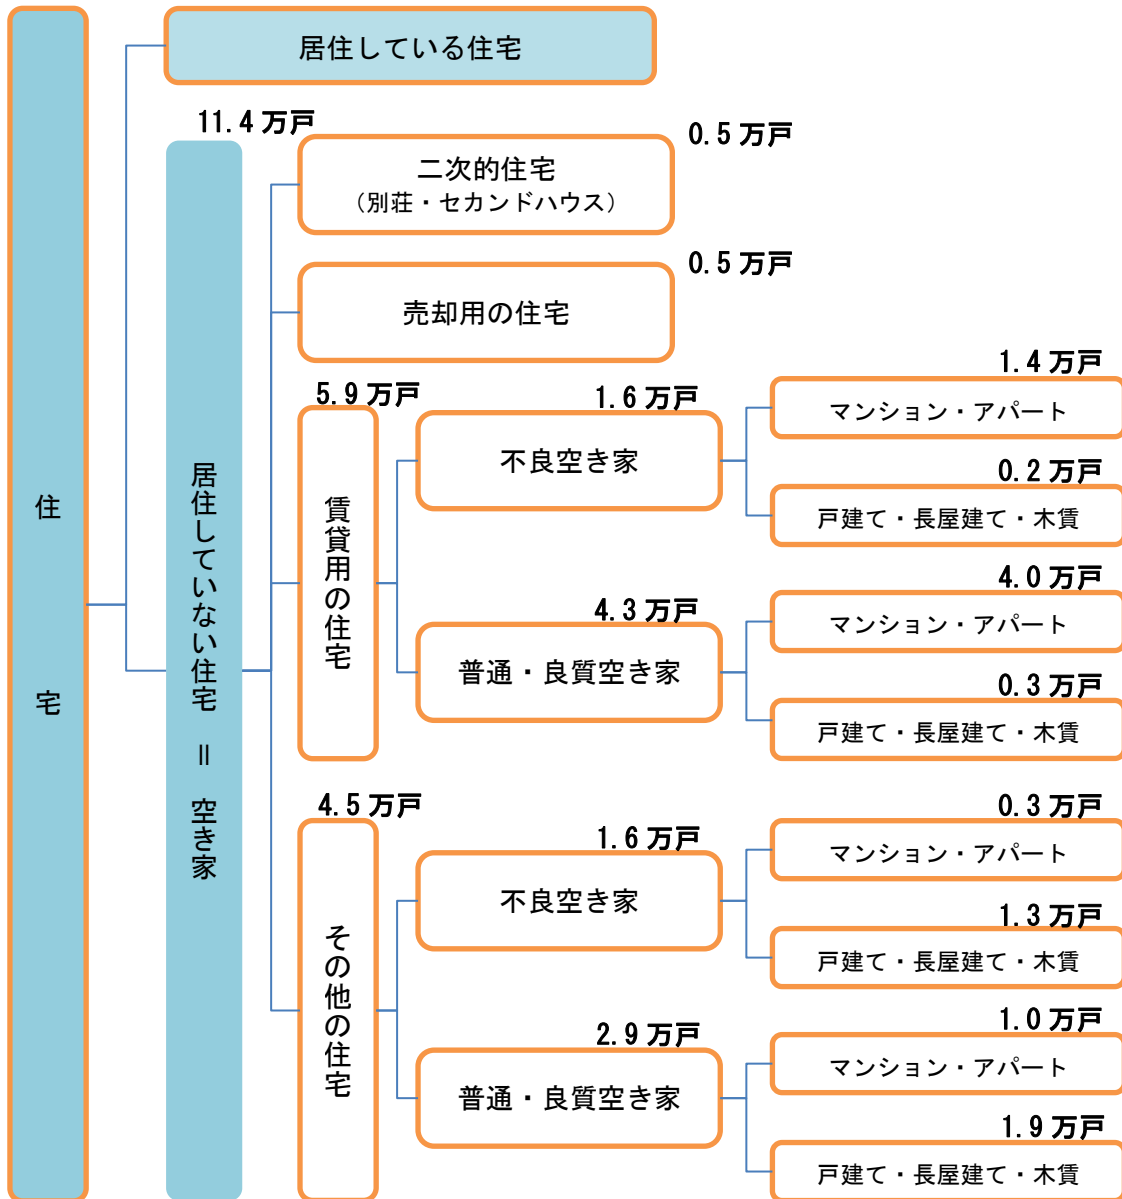 住宅
居住している住宅
11.4 万戸
居住していない住宅 ＝ 空き家
0.5 万戸
二次的住宅
（別荘・セカンドハウス）
0.5 万戸
売却用の住宅
5.9 万戸
賃貸用の住宅
1.6 万戸
不良空き家
1.4 万戸
マンション・アパート
0.2 万戸
戸建て・長屋建て・木賃
4.3 万戸
普通・良質空き家
4.0 万戸
マンション・アパート
0.3 万戸
戸建て・長屋建て・木賃
4.5 万戸
その他の住宅
1.6 万戸
不良空き家
0.3 万戸
マンション・アパート
1.3 万戸
戸建て・長屋建て・木賃
2.9 万戸
普通・良質空き家
1.0 万戸
マンション・アパート
1.9 万戸
戸建て・長屋建て・木賃